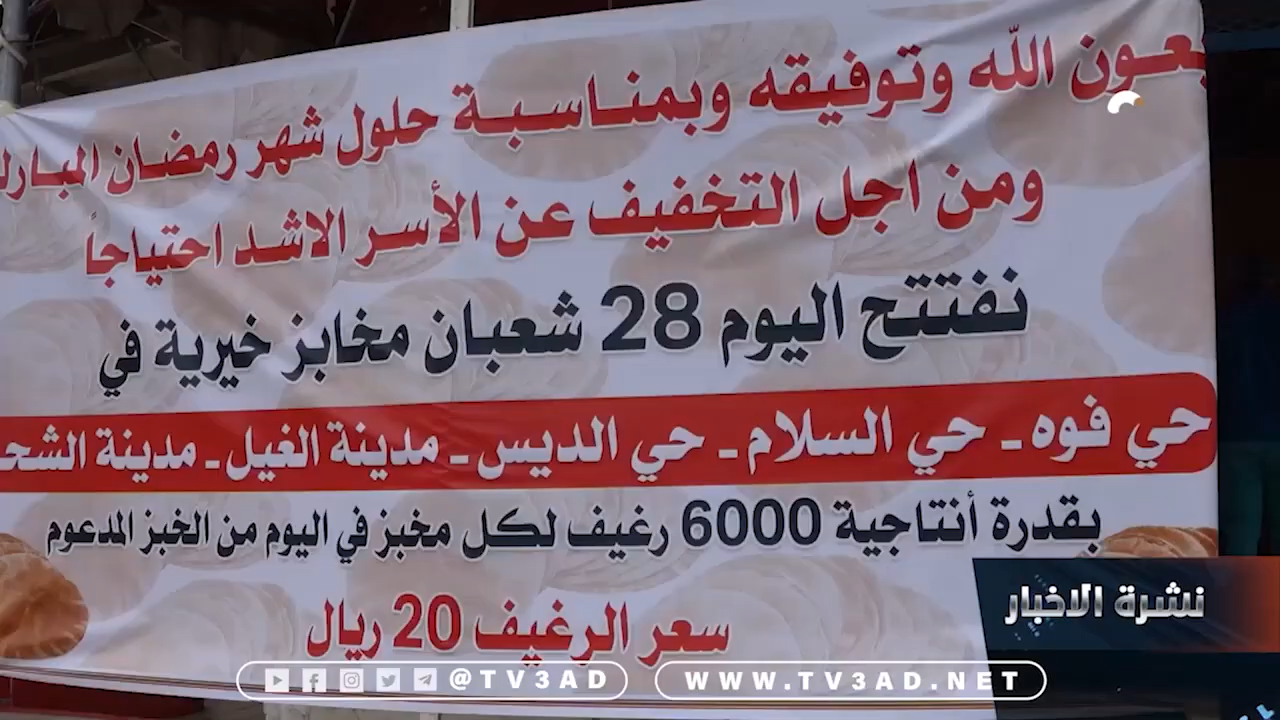 بعون الله وتوفيقه وبمناسبة حلول شهر رمضان المبارك
ومن اجل التخفيف عن الأسر الاشد احتياجاً
نفتتح اليوم 28 شعبان مخابز خيرية في
حي فوه - حي السلام - حي الديس - مدينة الغيل - مدينة الشحـ
بقدرة أنتاجية 6000 رغيف لكل مخبز في اليوم من الخبز المدعوم
سعر الرغيف 20 ريال
نشرة الاخبار
@TV3AD
WWW.TV3AD.NET